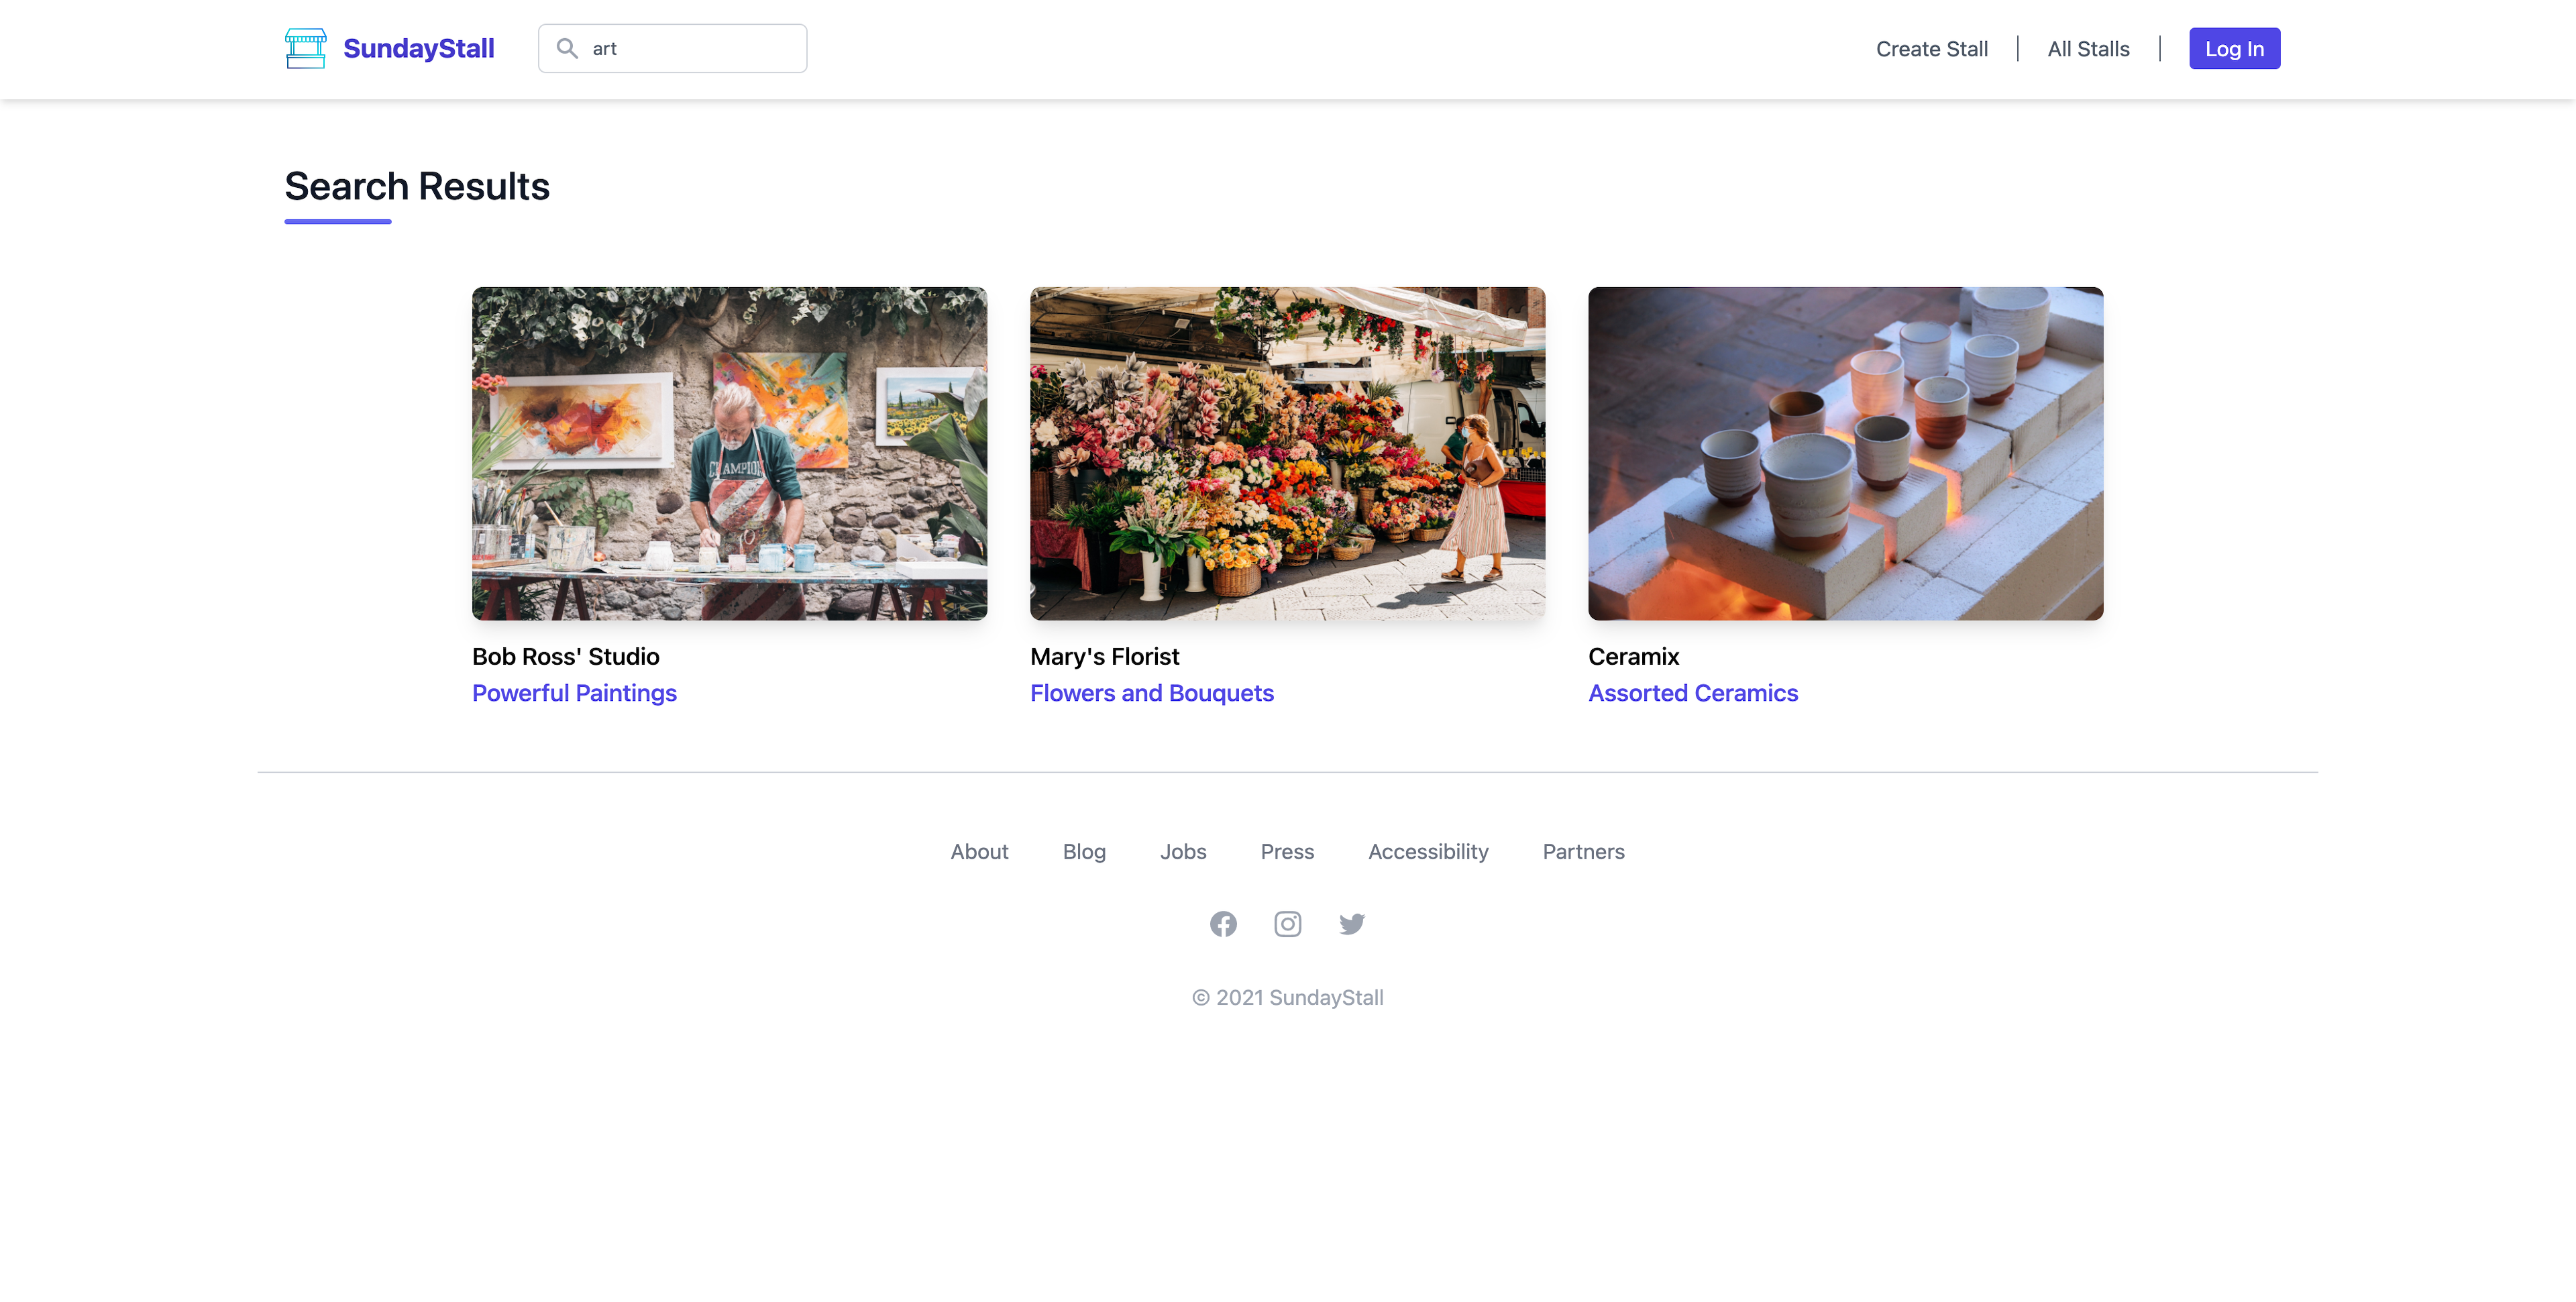 SundayStall
art
Create Stall
All Stalls
Log In
Search Results
CHAMPION
Bob Ross' Studio
Powerful Paintings
Mary's Florist
Flowers and Bouquets
Ceramix
Assorted Ceramics
About
Blog
Jobs
Press
Accessibility
Partners
© 2021 SundayStall